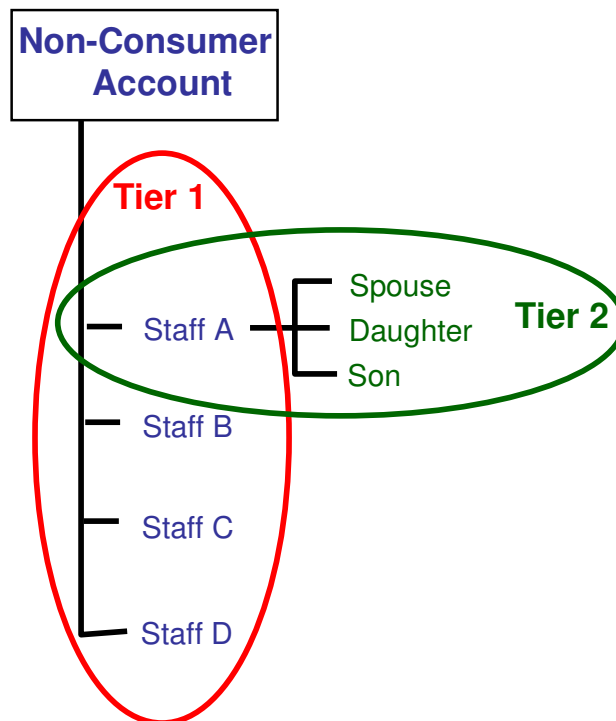 Non-Consumer
Account
Tier 1
Spouse
Staff A
Daughter
Tier 2
Son
Staff B
Staff C
Staff D